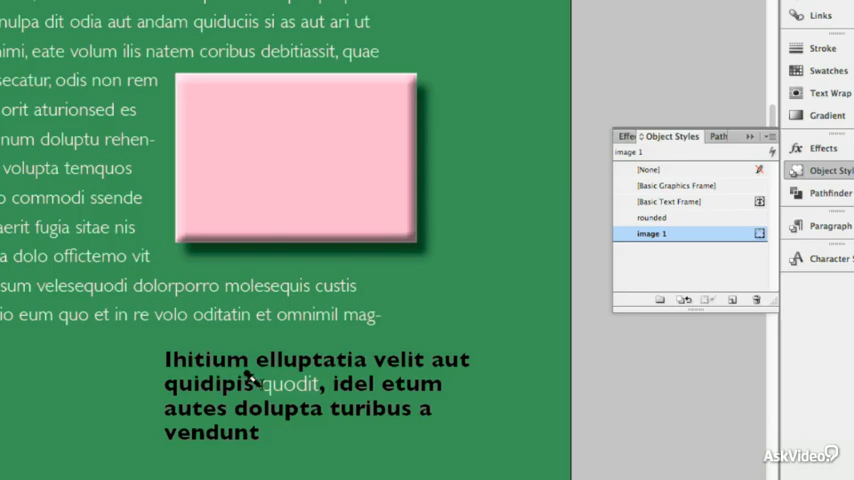 nulpa dit odia aut andam quiduciis si as aut ari ut
nimi, eate volum ilis natem coribus debitiassit, quae
secatur, odis non rem
orit aturionsed es
num doluptu rehen-
volupta temquos
o commodi ssende
aerit fugia sitae nis
a dolo offictemo vit
sum velesequodi dolorporro molesequis custis
io eum quo et in re volo oditatin et omnimil mag-
Ihitium elluptatia velit aut
quidipis quodit, idel etum
autes dolupta turibus a
vendunt
Effec Object Styles Path
image 1
[None]
[Basic Graphics Frame]
[Basic Text Frame]
rounded
image 1
Links
Stroke
Swatches
Text Wrap
Gradient
fx Effects
Object Styl
Pathfinder
Paragraph
Character S
AskVideo